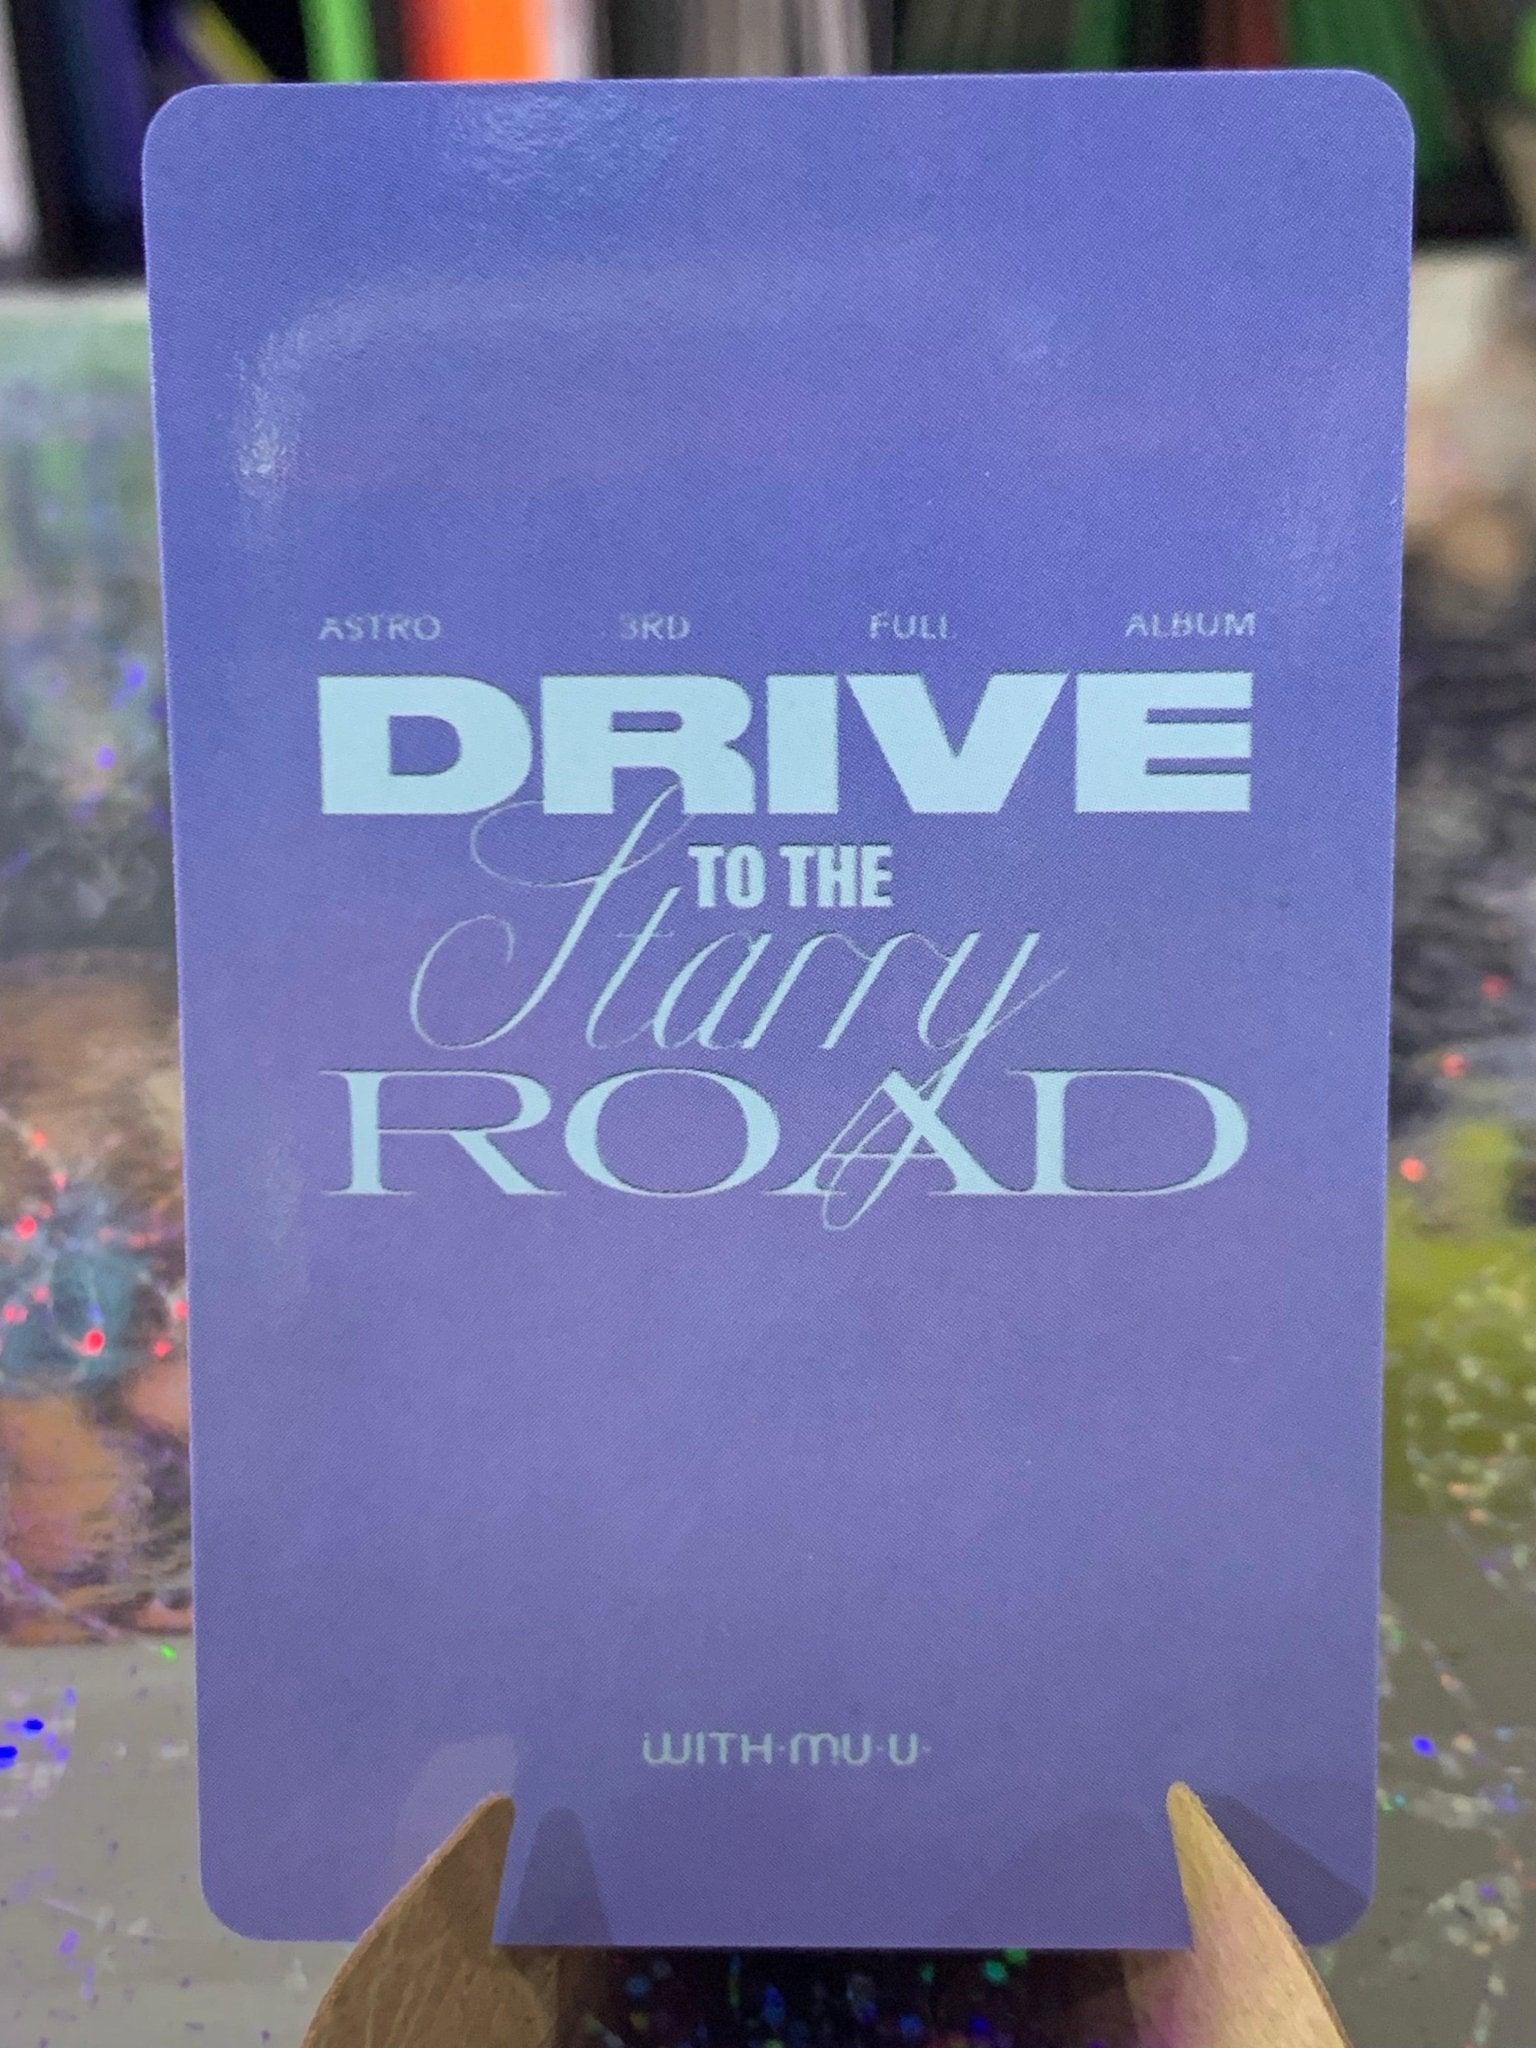 ASTRO 3RD FULL ALBUM
DRIVE
TO THE
Starry
ROAD
WITH·MU·U·